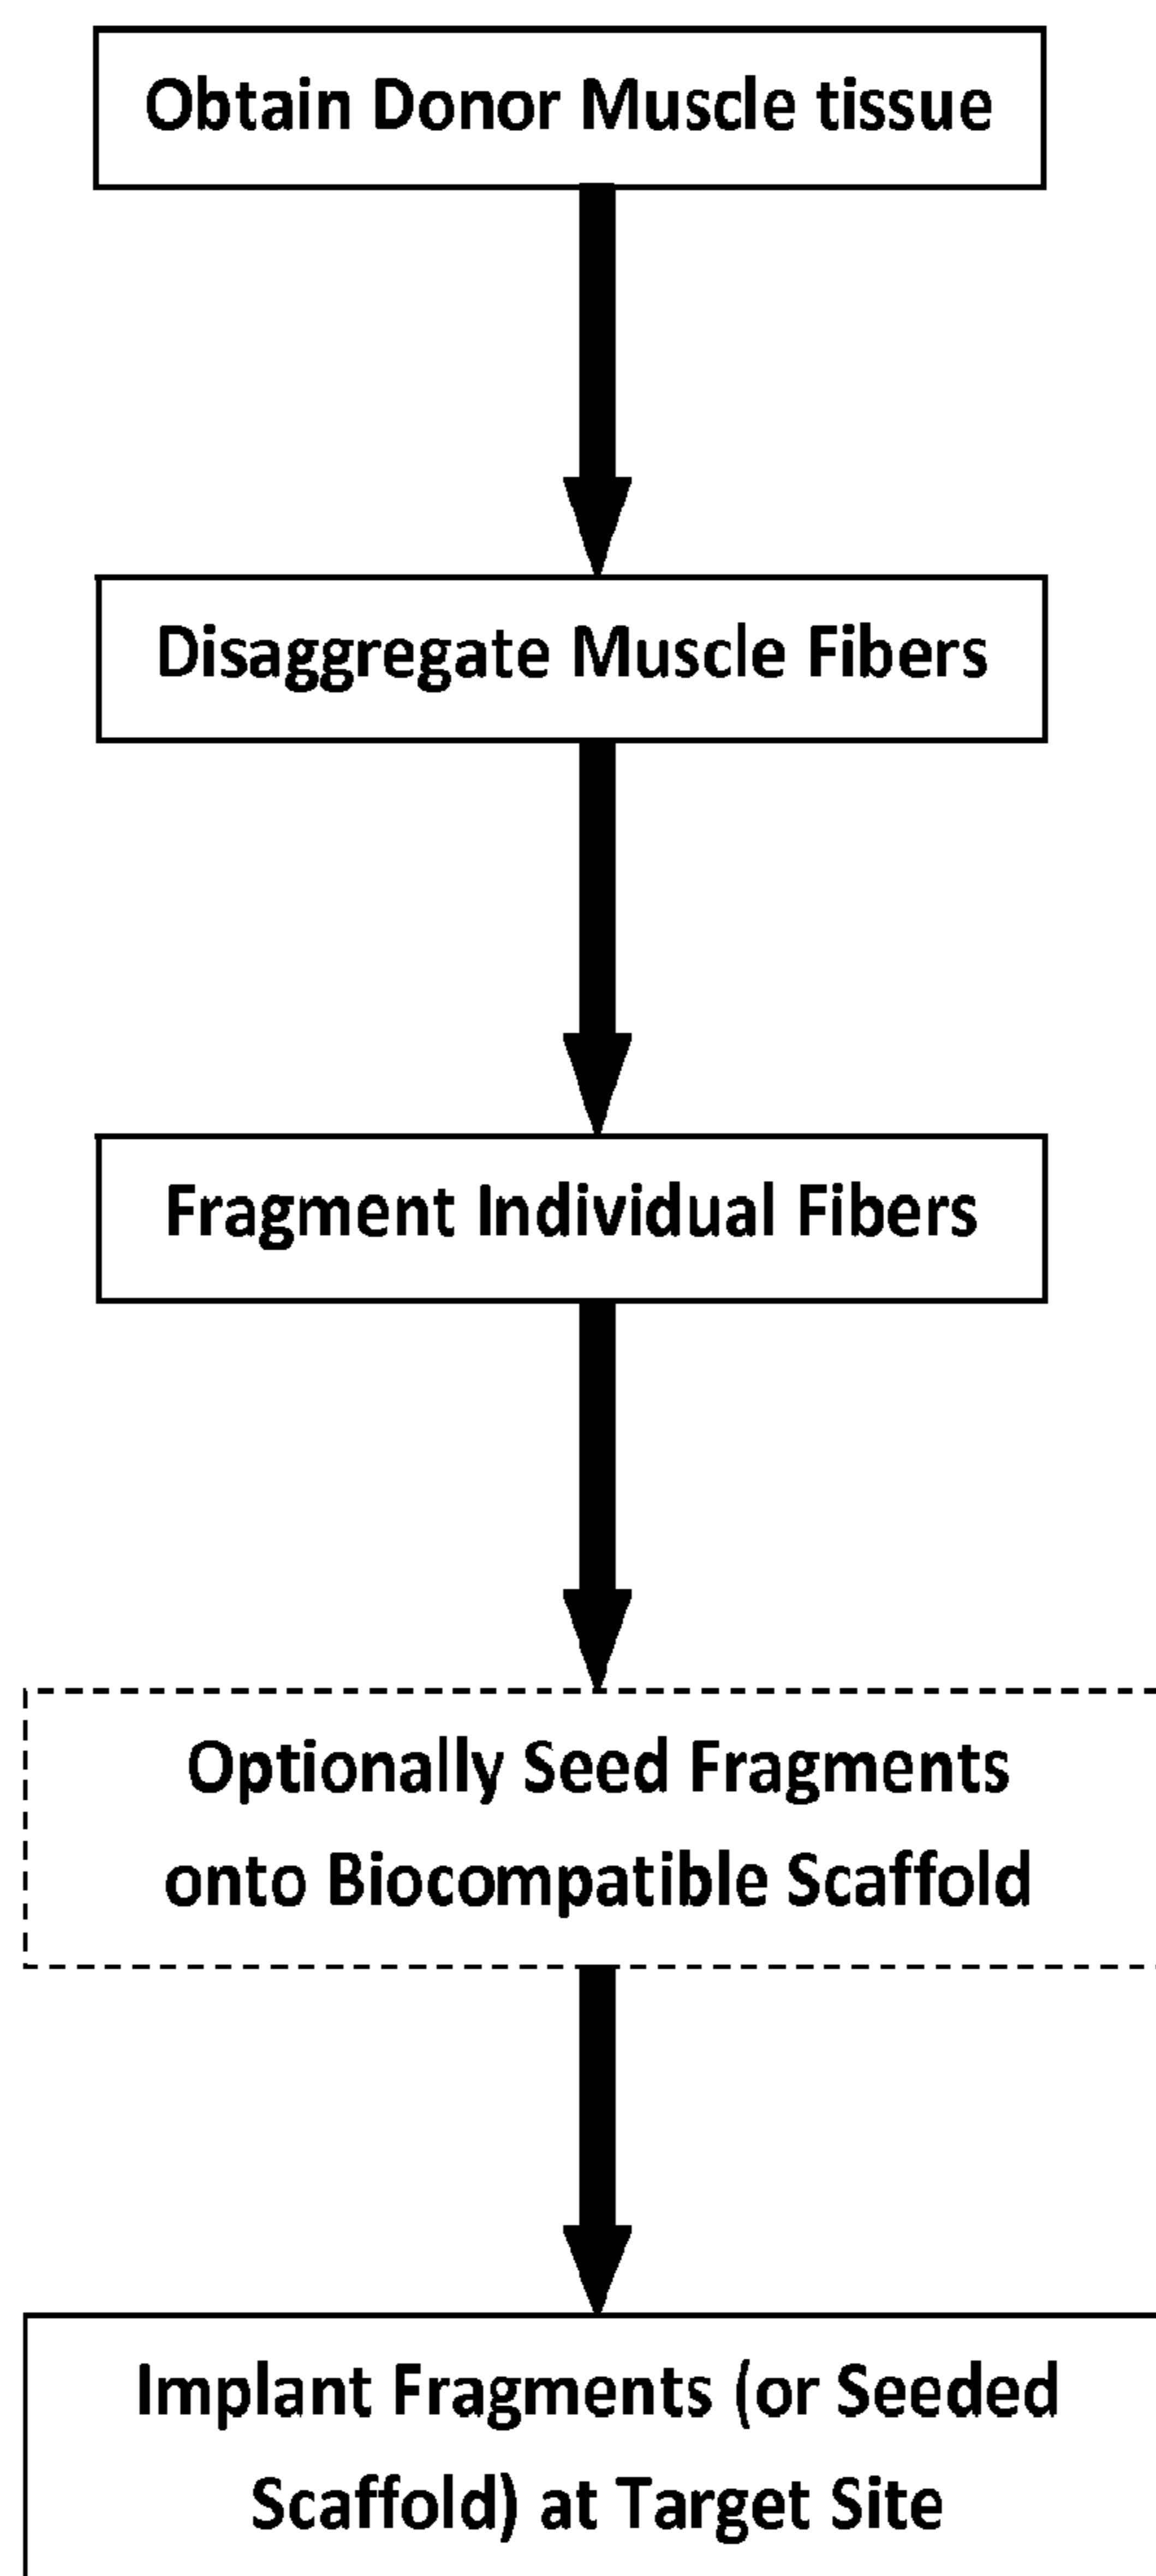 Obtain Donor Muscle tissue
Disaggregate Muscle Fibers
Fragment Individual Fibers
Optionally Seed Fragments
onto Biocompatible Scaffold
Implant Fragments (or Seeded
Scaffold) at Target Site